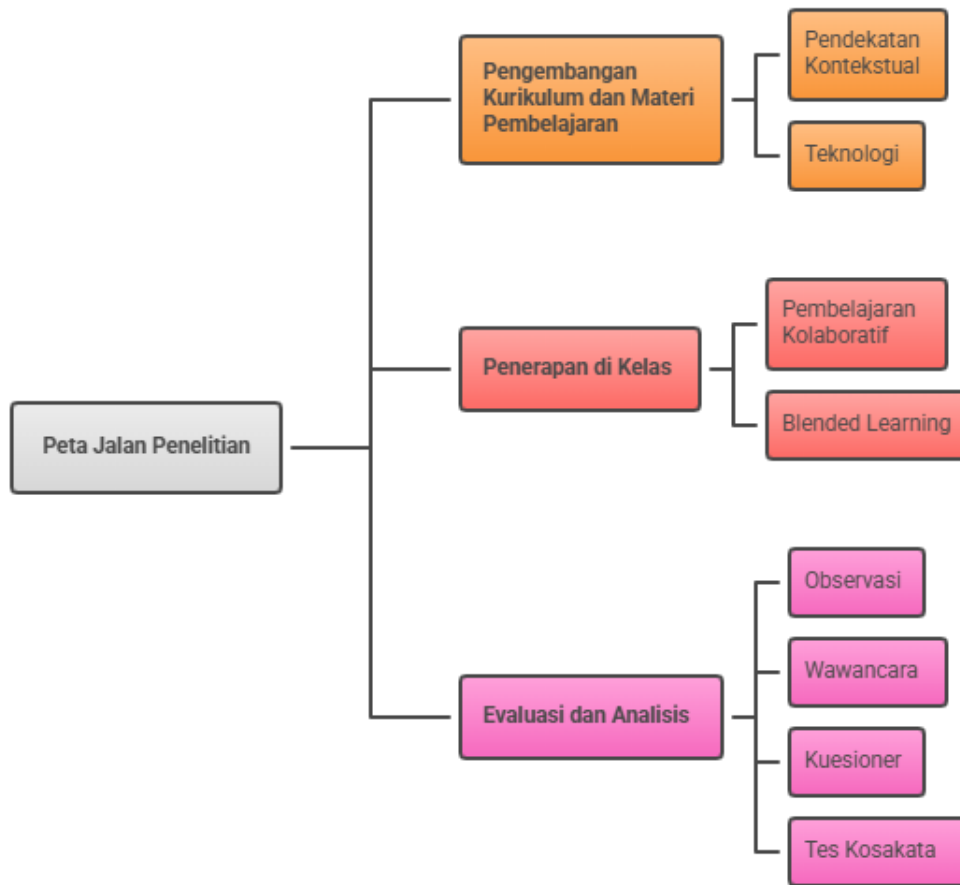 Peta Jalan Penelitian
Pengembangan
Kurikulum dan Materi
Pembelajaran
Pendekatan
Kontekstual
Teknologi
Penerapan di Kelas
Pembelajaran
Kolaboratif
Blended Learning
Evaluasi dan Analisis
Observasi
Wawancara
Kuesioner
Tes Kosakata